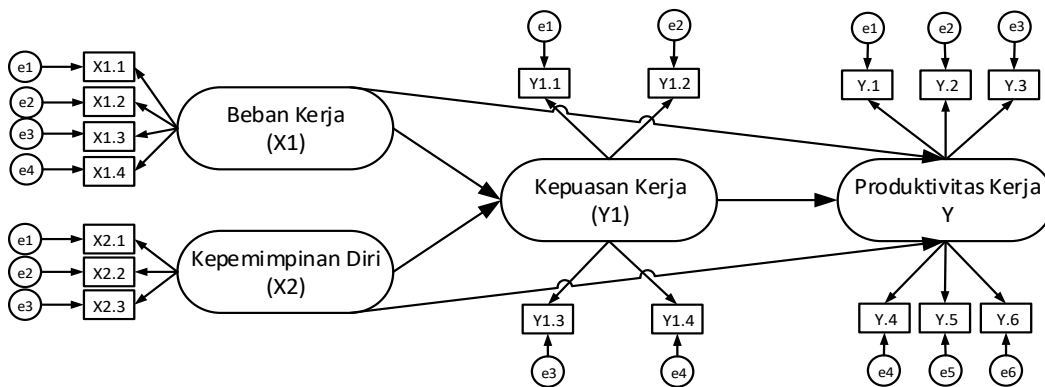 e1
X1.1
e2
X1.2
e3
X1.3
e4
X1.4
Beban Kerja
(X1)
e1
X2.1
e2
X2.2
e3
X2.3
Kepemimpinan Diri
(X2)
e1
e2
Y1.1
Y1.2
Kepuasan Kerja
(Y1)
Y1.3
Y1.4
e3
e4
e1
e2
e3
Y.1
Y.2
Y.3
Produktivitas Kerja
Y
Y.4
Y.5
Y.6
e4
e5
e6